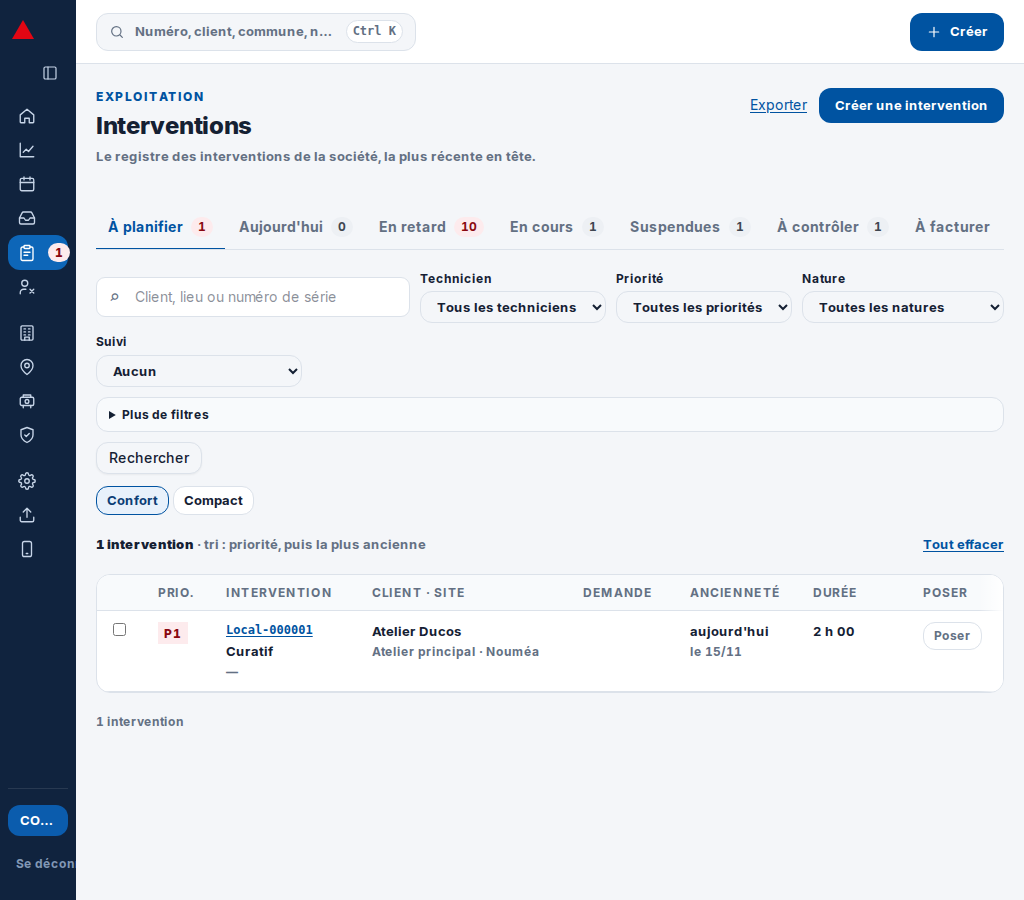 Numéro, client, commune, n… Ctrl K
Créer
EXPLOITATION
Interventions
Le registre des interventions de la société, la plus récente en tête.
Exporter
Créer une intervention
1
À planifier 1 Aujourd'hui 0 En retard 10 En cours 1 Suspendues 1 À contrôler 1 À facturer
Client, lieu ou numéro de série
Technicien
Tous les techniciens
Priorité
Toutes les priorités
Nature
Toutes les natures
Suivi
Aucun
Plus de filtres
Rechercher
Confort Compact
1 intervention · tri : priorité, puis la plus ancienne
Tout effacer
PRIO. INTERVENTION CLIENT · SITE DEMANDE ANCIENNETÉ DURÉE POSER
P1 Local-000001 Atelier Ducos aujourd'hui 2 h 00 Poser
Curatif Atelier principal · Nouméa le 15/11
—
1 intervention
CO…
Se décon